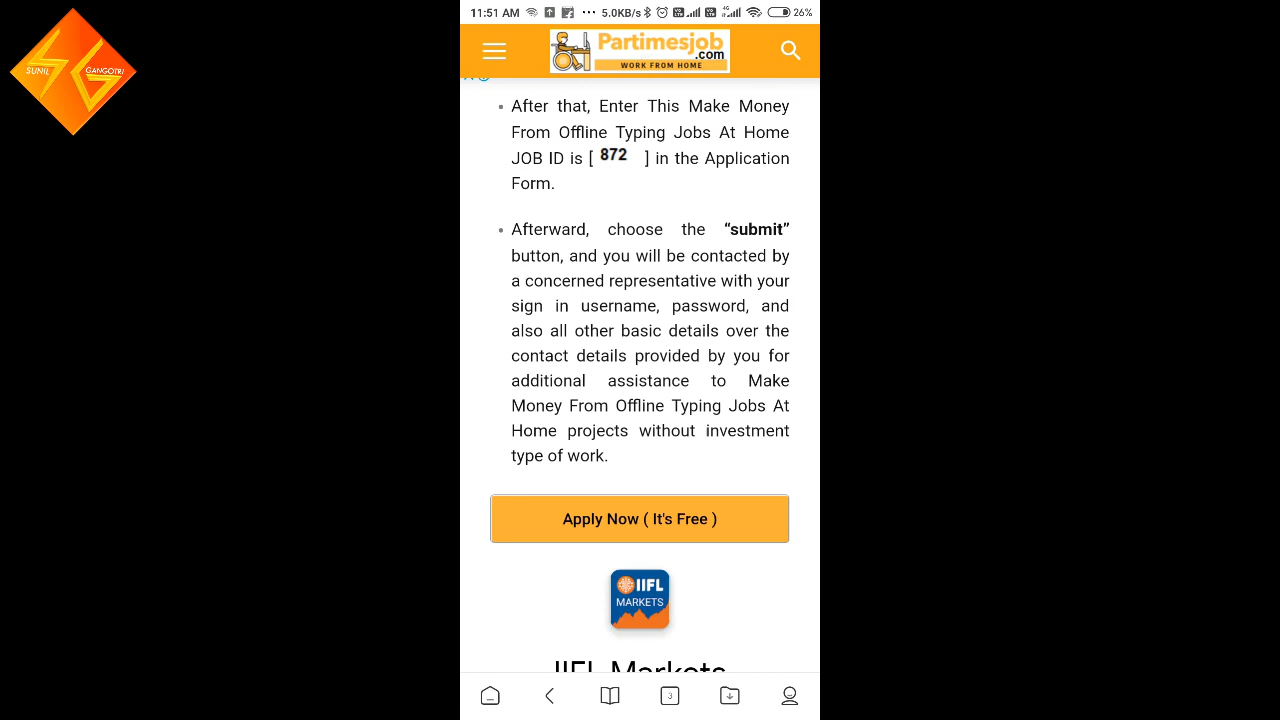 SUNIL
GANGOTRI
11:51 AM ... 5.0KB/s 26%
Partimesjob
.com
WORK FROM HOME
After that, Enter This Make Money
From Offline Typing Jobs At Home
JOB ID is [ 872 ] in the Application
Form.
Afterward, choose the “submit”
button, and you will be contacted by
a concerned representative with your
sign in username, password, and
also all other basic details over the
contact details provided by you for
additional assistance to Make
Money From Offline Typing Jobs At
Home projects without investment
type of work.
Apply Now ( It's Free )
IIFL
MARKETS
IIFL Markets
3